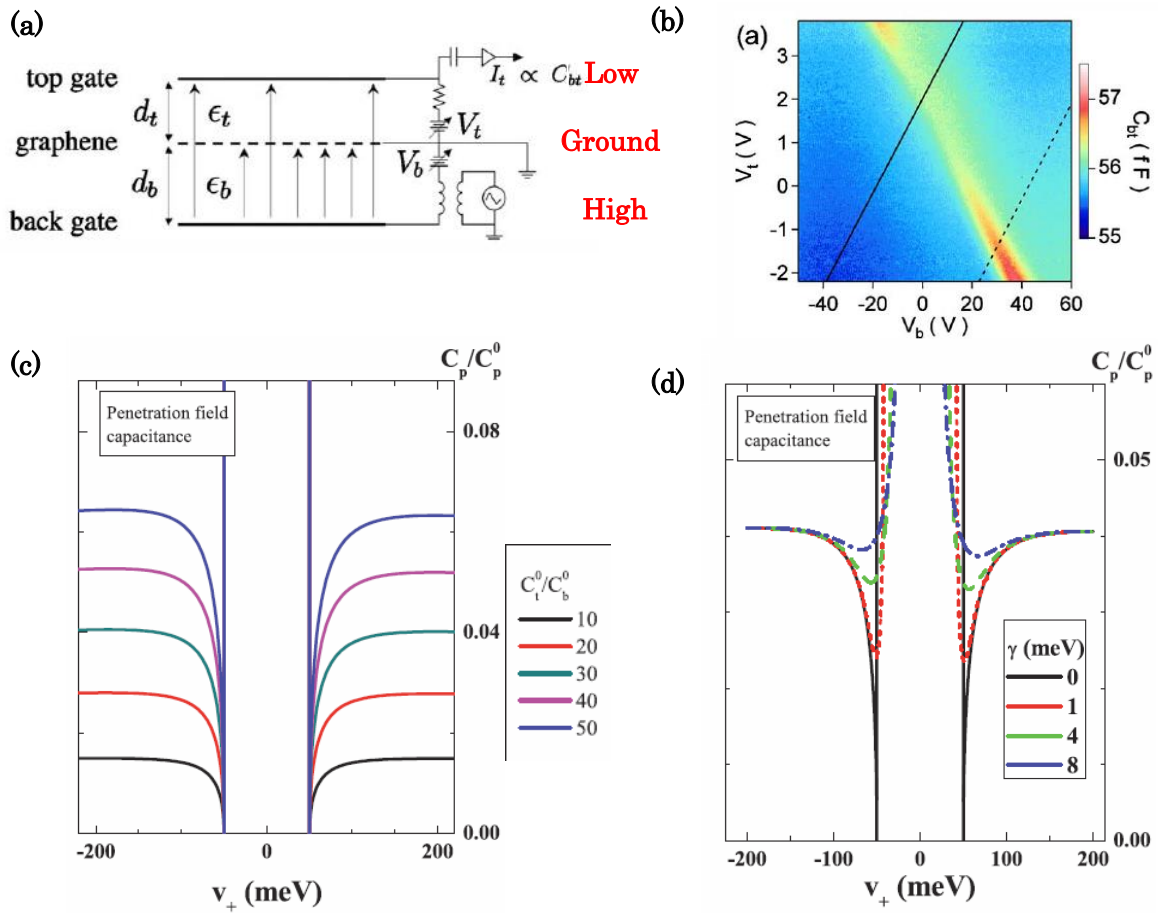 (a)
top gate
graphene
back gate
d_t
d_b
ϵ_t
ϵ_b
V_t
V_b
I_t ∝ C_bt
Low
Ground
High
(b)
(a)
V_t ( V )
3
2
1
0
-1
-2
-40 -20 0 20 40 60
V_b ( V )
57
56
55
C_bt ( f F )
(c)
C_p/C_p^0
Penetration field
capacitance
0.08
0.04
0.00
C_t^0/C_b^0
10
20
30
40
50
-200 0 200
v_+ (meV)
(d)
C_p/C_p^0
Penetration field
capacitance
0.05
0.00
γ (meV)
0
1
4
8
-200 -100 0 100 200
v_+ (meV)